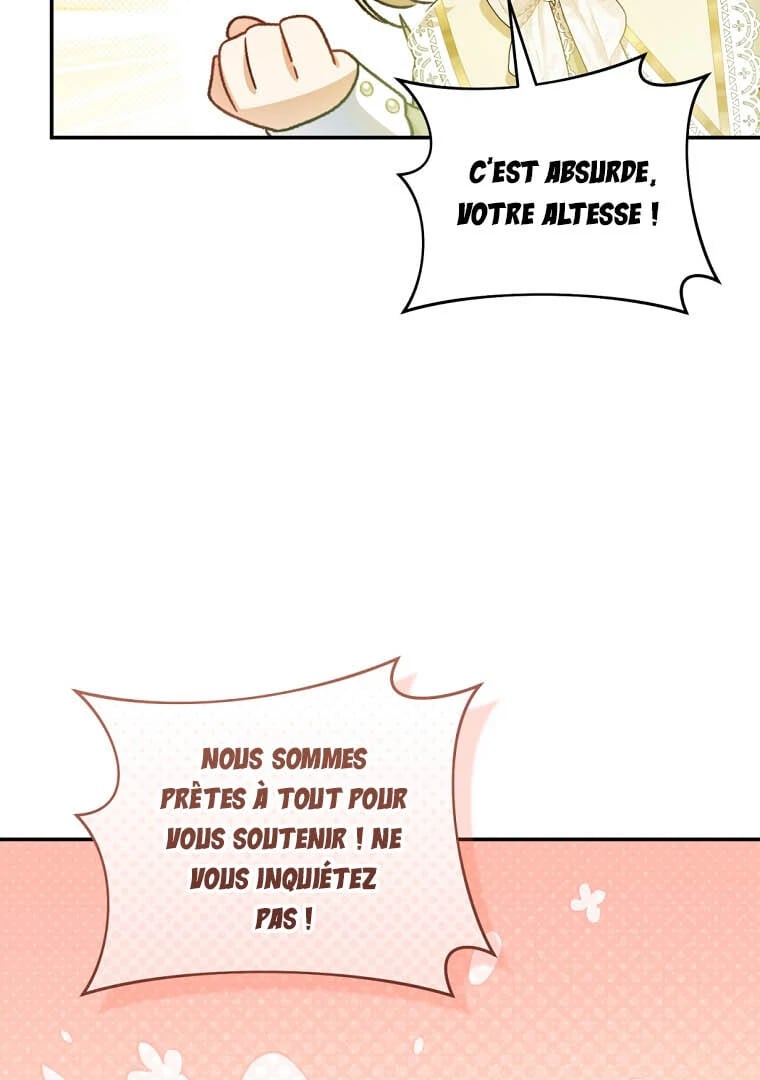 C'EST ABSURDE,
VOTRE ALTESSE !
NOUS SOMMES
PRÊTES À TOUT POUR
VOUS SOUTENIR ! NE
VOUS INQUIÉTEZ
PAS !